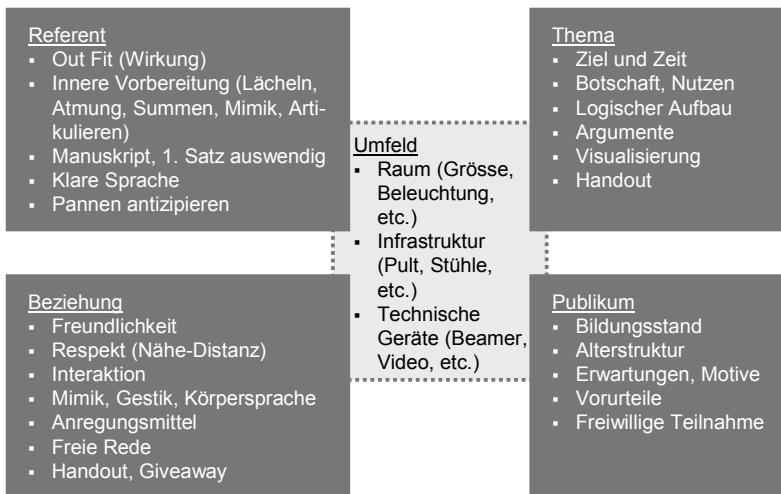 Referent
▪ Out Fit (Wirkung)
▪ Innere Vorbereitung (Lächeln,
Atmung, Summen, Mimik, Arti-
kulieren)
▪ Manuskript, 1. Satz auswendig
▪ Klare Sprache
▪ Pannen antizipieren
Thema
▪ Ziel und Zeit
▪ Botschaft, Nutzen
▪ Logischer Aufbau
▪ Argumente
▪ Visualisierung
▪ Handout
Umfeld
▪ Raum (Grösse,
Beleuchtung,
etc.)
▪ Infrastruktur
(Pult, Stühle,
etc.)
▪ Technische
Geräte (Beamer,
Video, etc.)
Beziehung
▪ Freundlichkeit
▪ Respekt (Nähe-Distanz)
▪ Interaktion
▪ Mimik, Gestik, Körpersprache
▪ Anregungsmittel
▪ Freie Rede
▪ Handout, Giveaway
Publikum
▪ Bildungsstand
▪ Alterstruktur
▪ Erwartungen, Motive
▪ Vorurteile
▪ Freiwillige Teilnahme